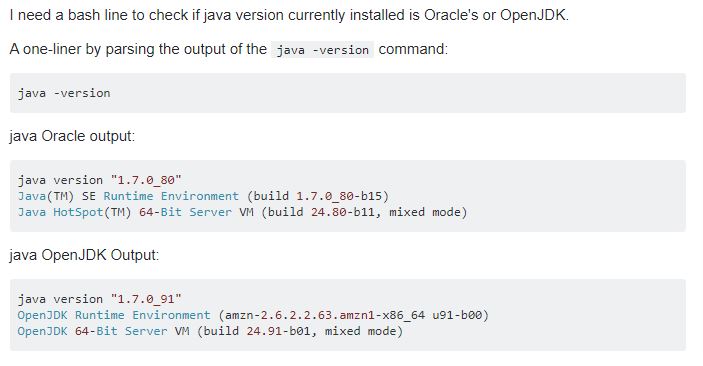 I need a bash line to check if java version currently installed is Oracle's or OpenJDK.
A one-liner by parsing the output of the java -version command:
java -version
java Oracle output:
java version "1.7.0_80"
Java(TM) SE Runtime Environment (build 1.7.0_80-b15)
Java HotSpot(TM) 64-Bit Server VM (build 24.80-b11, mixed mode)
java OpenJDK Output:
java version "1.7.0_91"
OpenJDK Runtime Environment (amzn-2.6.2.2.63.amzn1-x86_64 u91-b00)
OpenJDK 64-Bit Server VM (build 24.91-b01, mixed mode)